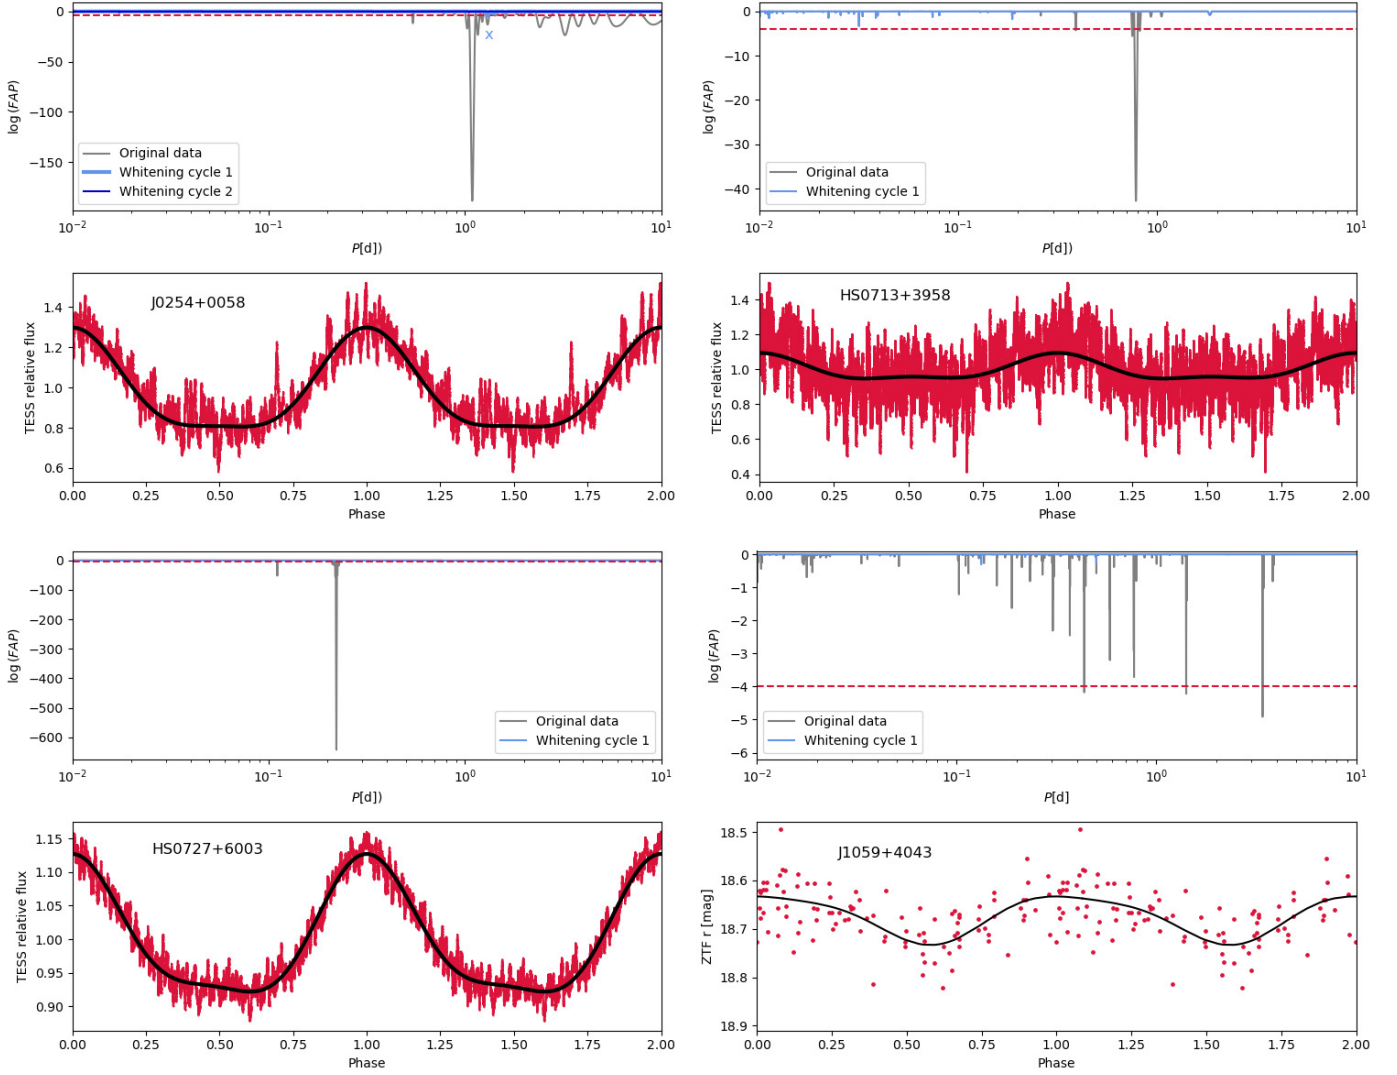 0
−50
−100
−150
log (FAP)
x
Original data
Whitening cycle 1
Whitening cycle 2
10⁻² 10⁻¹ 10⁰ 10¹
P[d])
0
−10
−20
−30
−40
log (FAP)
Original data
Whitening cycle 1
10⁻² 10⁻¹ 10⁰ 10¹
P[d])
1.4
1.2
1.0
0.8
0.6
TESS relative flux
J0254+0058
0.00 0.25 0.50 0.75 1.00 1.25 1.50 1.75 2.00
Phase
1.4
1.2
1.0
0.8
0.6
0.4
TESS relative flux
HS0713+3958
0.00 0.25 0.50 0.75 1.00 1.25 1.50 1.75 2.00
Phase
0
−100
−200
−300
−400
−500
−600
log (FAP)
Original data
Whitening cycle 1
10⁻² 10⁻¹ 10⁰ 10¹
P[d])
0
−1
−2
−3
−4
−5
−6
log (FAP)
Original data
Whitening cycle 1
10⁻² 10⁻¹ 10⁰ 10¹
P[d]
1.15
1.10
1.05
1.00
0.95
0.90
TESS relative flux
HS0727+6003
0.00 0.25 0.50 0.75 1.00 1.25 1.50 1.75 2.00
Phase
18.5
18.6
18.7
18.8
18.9
ZTF r [mag]
J1059+4043
0.00 0.25 0.50 0.75 1.00 1.25 1.50 1.75 2.00
Phase